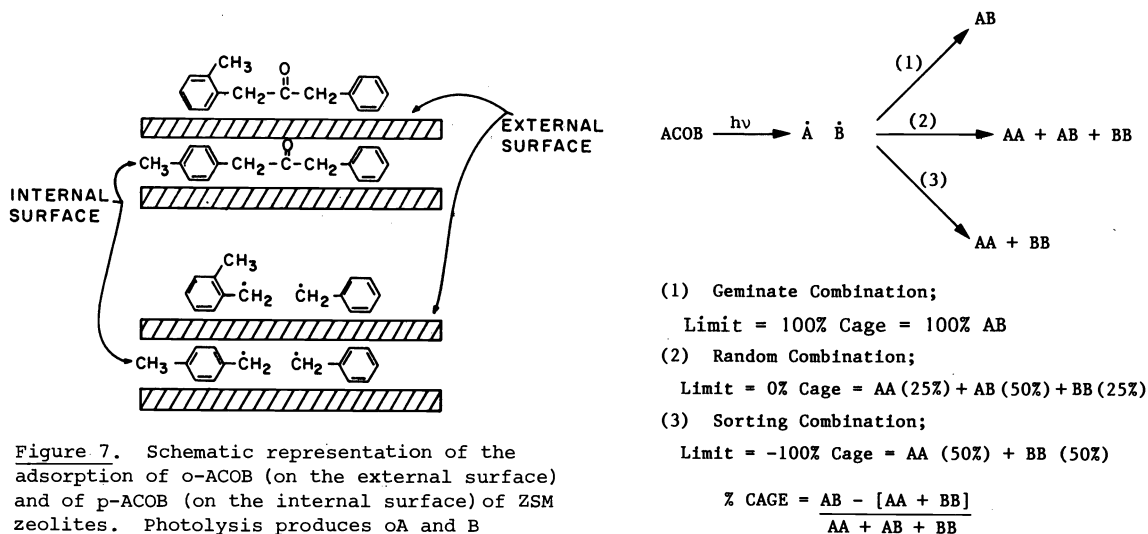 CH3
O
CH2-C-CH2
EXTERNAL
SURFACE
O
CH3 CH2-C-CH2
INTERNAL
SURFACE
CH3
ĊH2 ĊH2
CH3 ĊH2 ĊH2
Figure 7. Schematic representation of the
adsorption of o-ACOB (on the external surface)
and of p-ACOB (on the internal surface) of ZSM
zeolites. Photolysis produces oA and B
AB
(1)
ACOB hν Ȧ Ḃ (2) AA + AB + BB
(3)
AA + BB
(1) Geminate Combination;
Limit = 100% Cage = 100% AB
(2) Random Combination;
Limit = 0% Cage = AA (25%) + AB (50%) + BB (25%)
(3) Sorting Combination;
Limit = -100% Cage = AA (50%) + BB (50%)
% CAGE = AB - [AA + BB]
AA + AB + BB